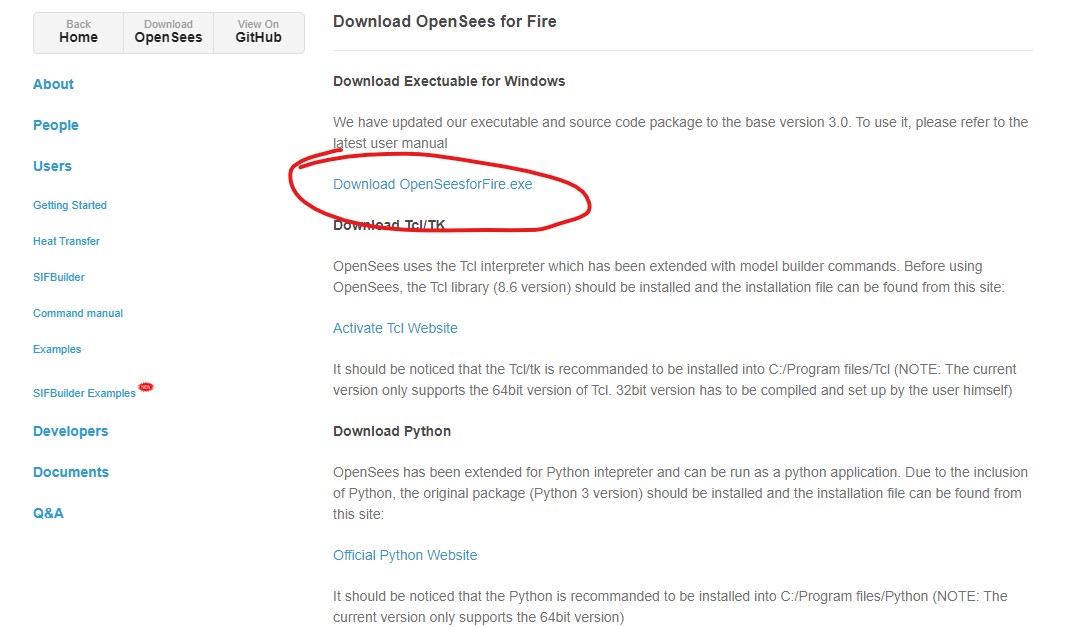 Back
Home
Download
OpenSees
View On
GitHub
About
People
Users
Getting Started
Heat Transfer
SIFBuilder
Command manual
Examples
SIFBuilder Examples NEW
Developers
Documents
Q&A
Download OpenSees for Fire
Download Exectuable for Windows
We have updated our executable and source code package to the base version 3.0. To use it, please refer to the
latest user manual
Download OpenSeesforFire.exe
Download Tcl/TK
OpenSees uses the Tcl interpreter which has been extended with model builder commands. Before using
OpenSees, the Tcl library (8.6 version) should be installed and the installation file can be found from this site:
Activate Tcl Website
It should be noticed that the Tcl/tk is recommanded to be installed into C:/Program files/Tcl (NOTE: The current
version only supports the 64bit version of Tcl. 32bit version has to be compiled and set up by the user himself)
Download Python
OpenSees has been extended for Python intepreter and can be run as a python application. Due to the inclusion
of Python, the original package (Python 3 version) should be installed and the installation file can be found from
this site:
Official Python Website
It should be noticed that the Python is recommanded to be installed into C:/Program files/Python (NOTE: The
current version only supports the 64bit version)